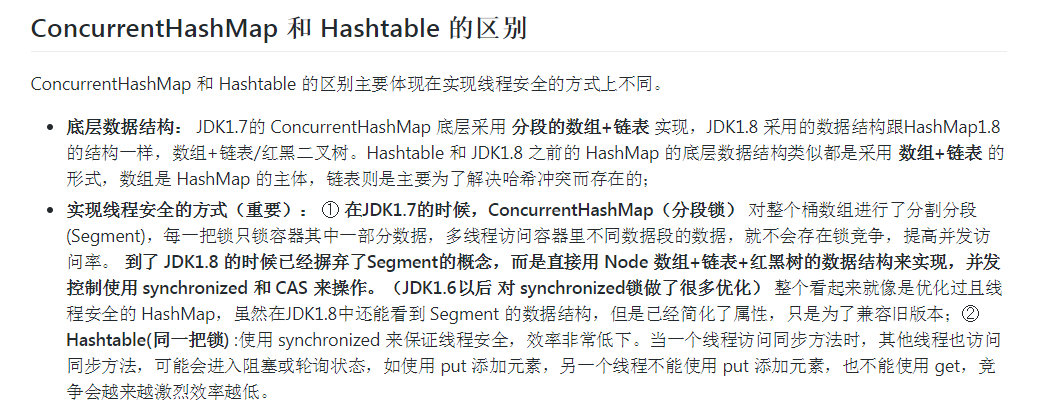 ConcurrentHashMap 和 Hashtable 的区别
ConcurrentHashMap 和 Hashtable 的区别主要体现在实现线程安全的方式上不同。
• 底层数据结构： JDK1.7的 ConcurrentHashMap 底层采用 分段的数组+链表 实现，JDK1.8 采用的数据结构跟HashMap1.8
的结构一样，数组+链表/红黑二叉树。Hashtable 和 JDK1.8 之前的 HashMap 的底层数据结构类似都是采用 数组+链表 的
形式，数组是 HashMap 的主体，链表则是主要为了解决哈希冲突而存在的；
• 实现线程安全的方式（重要）： ① 在JDK1.7的时候，ConcurrentHashMap（分段锁） 对整个桶数组进行了分割分段
(Segment)，每一把锁只锁容器其中一部分数据，多线程访问容器里不同数据段的数据，就不会存在锁竞争，提高并发访
问率。 到了 JDK1.8 的时候已经摒弃了Segment的概念，而是直接用 Node 数组+链表+红黑树的数据结构来实现，并发
控制使用 synchronized 和 CAS 来操作。（JDK1.6以后 对 synchronized锁做了很多优化） 整个看起来就像是优化过且线
程安全的 HashMap，虽然在JDK1.8中还能看到 Segment 的数据结构，但是已经简化了属性，只是为了兼容旧版本；②
Hashtable(同一把锁) :使用 synchronized 来保证线程安全，效率非常低下。当一个线程访问同步方法时，其他线程也访问
同步方法，可能会进入阻塞或轮询状态，如使用 put 添加元素，另一个线程不能使用 put 添加元素，也不能使用 get，竞
争会越来越激烈效率越低。